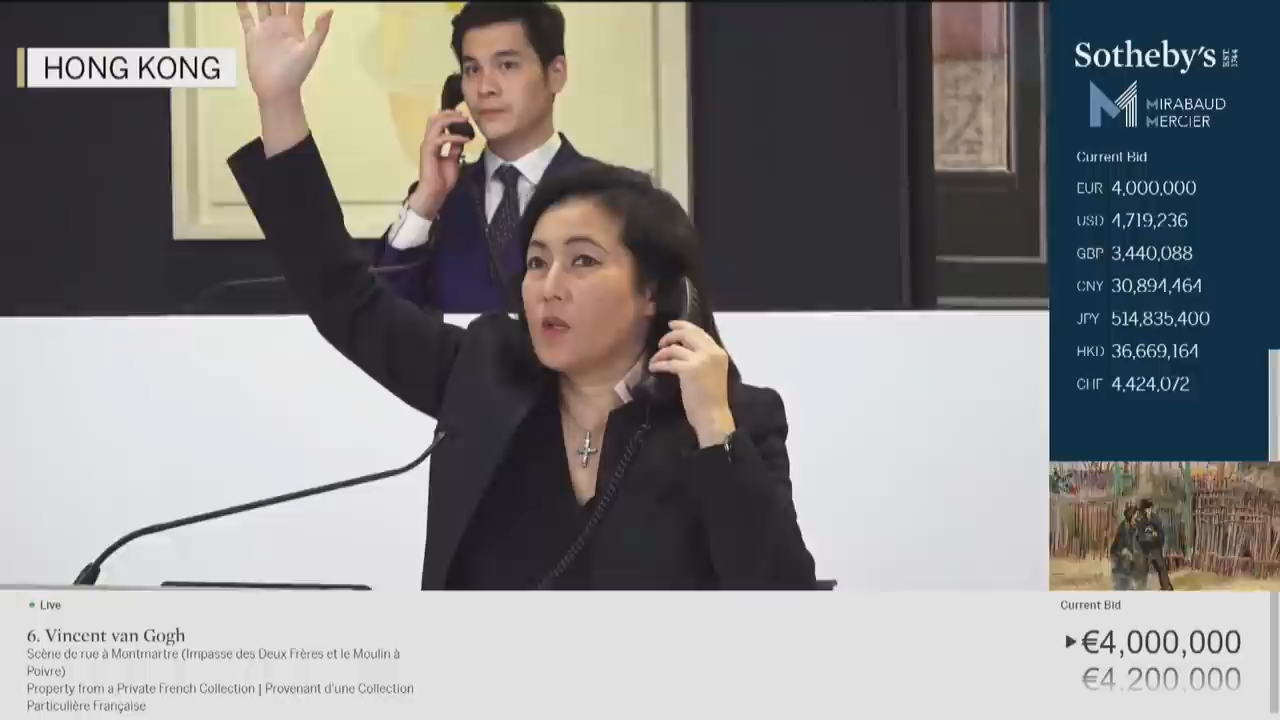 HONG KONG
Sotheby's EST. 1744
MIRABAUD
MERCIER
Current Bid
EUR 4,000,000
USD 4,719,236
GBP 3,440,088
CNY 30,894,464
JPY 514,835,400
HKD 36,669,164
CHF 4,424,072
Live
6. Vincent van Gogh
Scène de rue à Montmartre (Impasse des Deux Frères et le Moulin à
Poivre)
Property from a Private French Collection | Provenant d'une Collection
Particulière Française
Current Bid
€4,000,000
€4,200,000